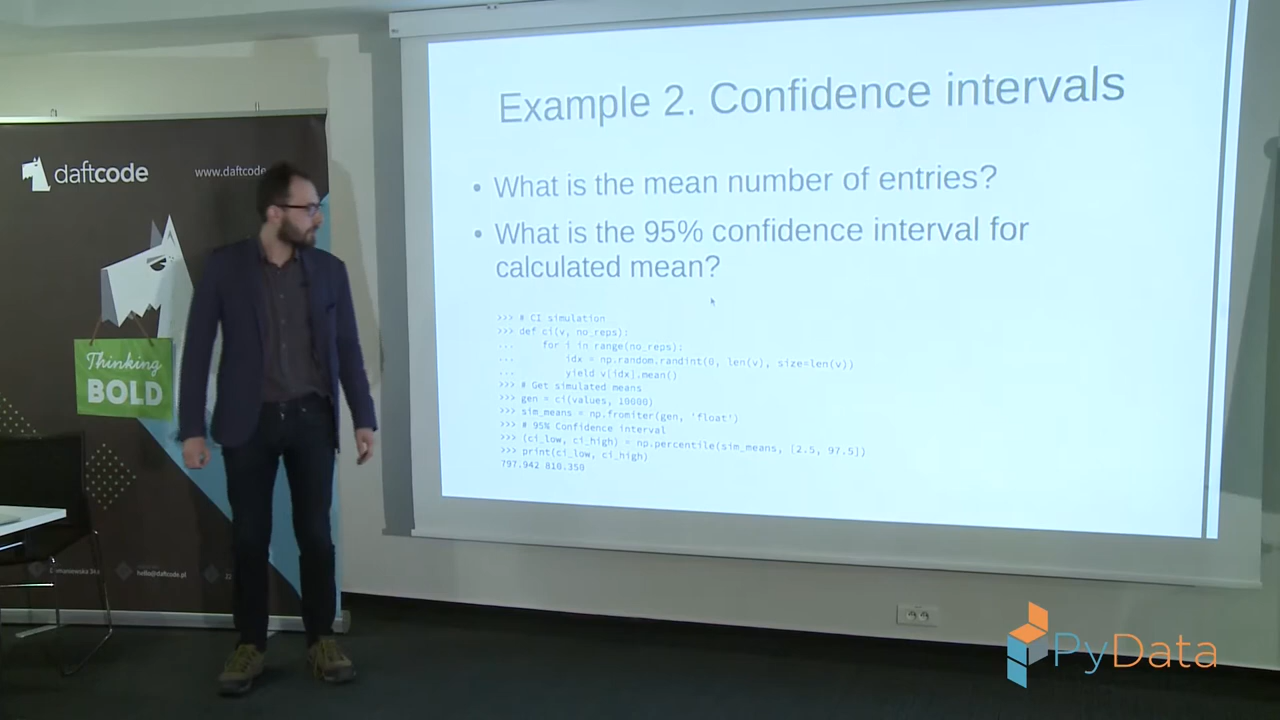 daftcode
www.daftcode
Thinking
BOLD
hello@daftcode.pl
22
Example 2. Confidence intervals
• What is the mean number of entries?
• What is the 95% confidence interval for
calculated mean?
>>> # CI simulation
>>> def ci(v, no_reps):
... for i in range(no_reps):
... idx = np.random.randint(0, len(v), size=len(v))
... yield v[idx].mean()
>>> # Get simulated means
>>> gen = ci(values, 10000)
>>> sim_means = np.fromiter(gen, 'float')
>>> # 95% Confidence interval
>>> (ci_low, ci_high) = np.percentile(sim_means, [2.5, 97.5])
>>> print(ci_low, ci_high)
797.942 810.350
PyData